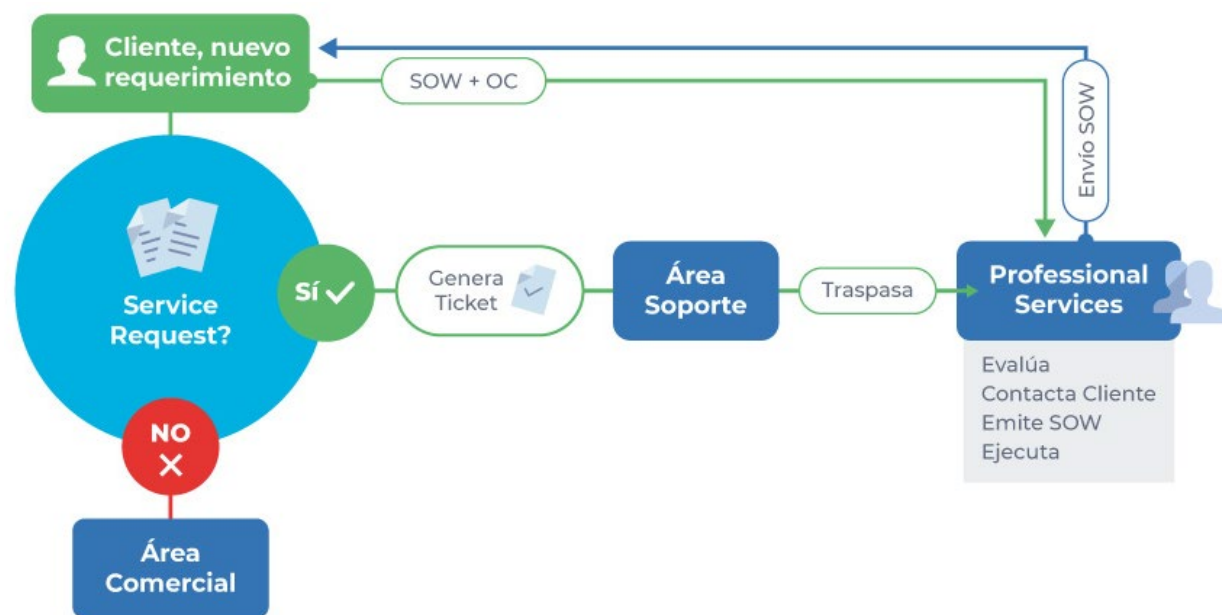 Cliente, nuevo
requerimiento
SOW + OC
Envío SOW
Service
Request?
SÍ
Genera
Ticket
Área
Soporte
Traspasa
Professional
Services
Evalúa
Contacta Cliente
Emite SOW
Ejecuta
NO
Área
Comercial